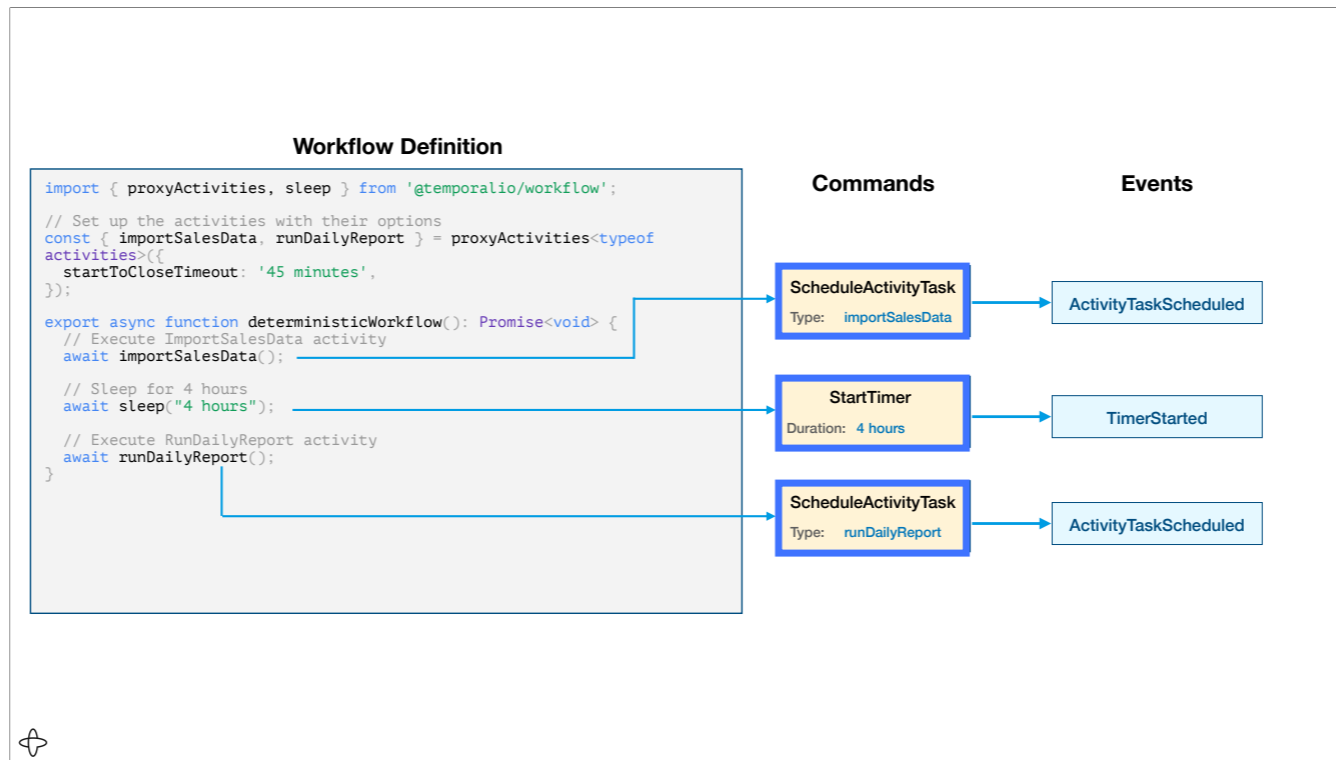 Workflow Definition
import { proxyActivities, sleep } from '@temporalio/workflow';
// Set up the activities with their options
const { importSalesData, runDailyReport } = proxyActivities<typeof
activities>({
startToCloseTimeout: '45 minutes',
});
export async function deterministicWorkflow(): Promise<void> {
// Execute ImportSalesData activity
await importSalesData();
// Sleep for 4 hours
await sleep("4 hours");
// Execute RunDailyReport activity
await runDailyReport();
}
Commands
ScheduleActivityTask
Type: importSalesData
StartTimer
Duration: 4 hours
ScheduleActivityTask
Type: runDailyReport
Events
ActivityTaskScheduled
TimerStarted
ActivityTaskScheduled